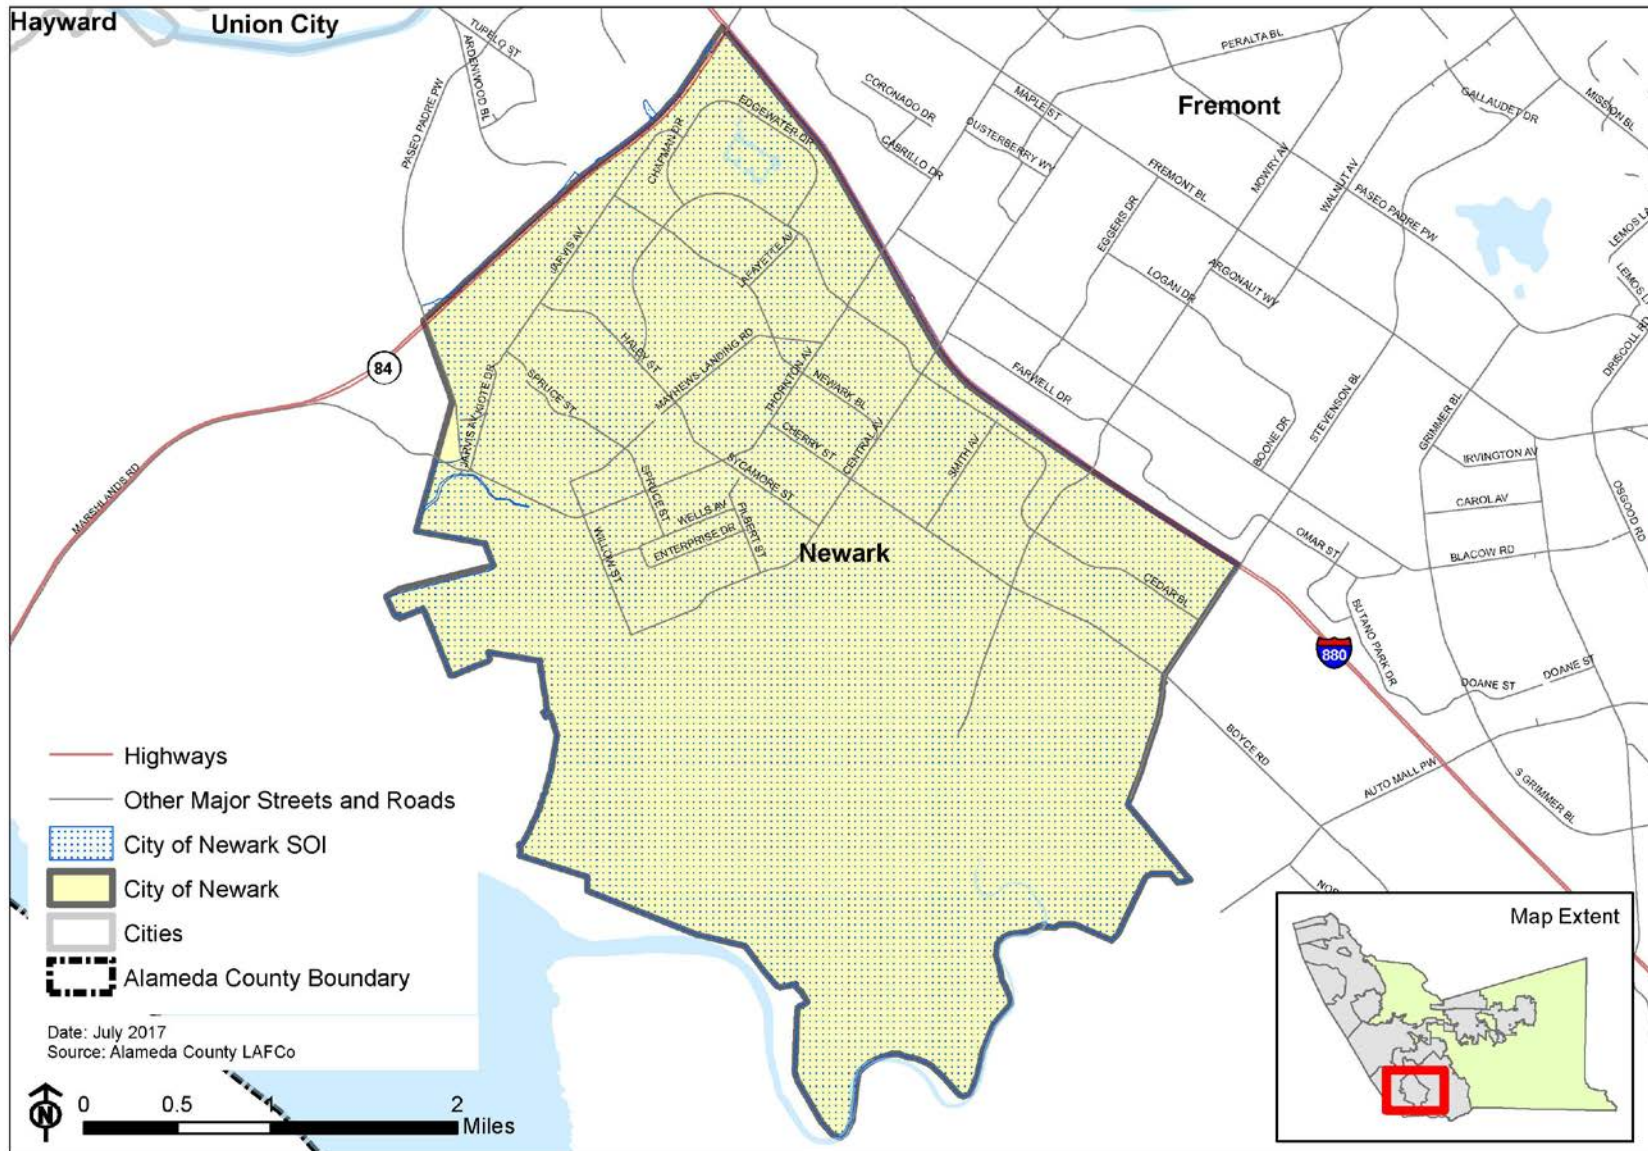 Hayward
Union City
TUPELO ST
ARDENWOOD BL
PASEO PADRE PW
PERALTA BL
CORONADO DR
MAPLE ST
Fremont
GALLAUDET DR
MISSION BL
EDGEWATER DR
CHAPMAN DR
CABRILLO DR
OUSTERBERRY WY
FREMONT BL
MOWRY AV
WALNUT AV
PASEO PADRE PW
JARVIS AV
LAFAYETTE AV
EGGERS DR
LOGAN DR
ARGONAUT WY
LEMOS LA
LEMOS L
DRISCOLL RD
84
HALEY ST
MAYHEWS LANDING RD
THORNTON AV
NEWARK BL
FARWELL DR
SPRUCE ST
KIOTE DR
JARVIS AV
CHERRY ST
CENTRAL AV
SMITH AV
BOONE DR
STEVENSON BL
GRIMMER BL
IRVINGTON AV
CAROL AV
OSGOOD RD
MARSHLANDS RD
SYCAMORE ST
SPRUCE ST
WELLS AV
FILBERT ST
ENTERPRISE DR
WILLOW ST
Newark
OMAR ST
BLACOW RD
CEDAR BL
BUTANO PARK DR
880
DOANE ST
DOANE ST
BOYCE RD
AUTO MALL PW
S GRIMMER BL
NOR
Highways
Other Major Streets and Roads
City of Newark SOI
City of Newark
Cities
Alameda County Boundary
Date: July 2017
Source: Alameda County LAFCo
N
0 0.5 1 2
Miles
Map Extent